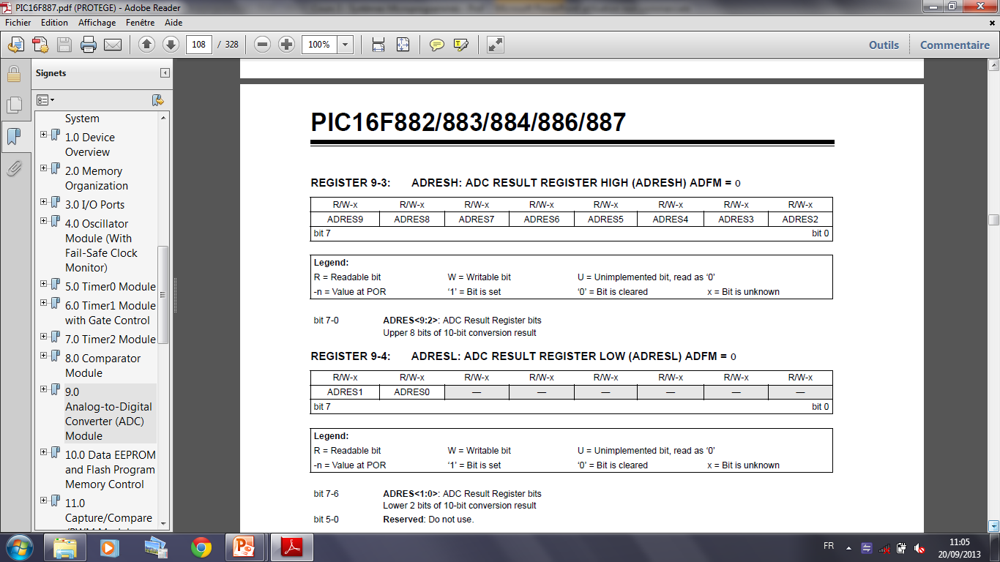 PIC16F887.pdf (PROTEGE) - Adobe Reader
Fichier Edition Affichage Fenêtre Aide
108 / 328 100% Outils Commentaire
Signets
System
1.0 Device
Overview
2.0 Memory
Organization
3.0 I/O Ports
4.0 Oscillator
Module (With
Fail-Safe Clock
Monitor)
5.0 Timer0 Module
6.0 Timer1 Module
with Gate Control
7.0 Timer2 Module
8.0 Comparator
Module
9.0
Analog-to-Digital
Converter (ADC)
Module
10.0 Data EEPROM
and Flash Program
Memory Control
11.0
Capture/Compare
PIC16F882/883/884/886/887
REGISTER 9-3: ADRESH: ADC RESULT REGISTER HIGH (ADRESH) ADFM = 0
R/W-x R/W-x R/W-x R/W-x R/W-x R/W-x R/W-x R/W-x
ADRES9 ADRES8 ADRES7 ADRES6 ADRES5 ADRES4 ADRES3 ADRES2
bit 7 bit 0
Legend:
R = Readable bit W = Writable bit U = Unimplemented bit, read as ‘0’
-n = Value at POR ‘1’ = Bit is set ‘0’ = Bit is cleared x = Bit is unknown
bit 7-0 ADRES<9:2>: ADC Result Register bits
Upper 8 bits of 10-bit conversion result
REGISTER 9-4: ADRESL: ADC RESULT REGISTER LOW (ADRESL) ADFM = 0
R/W-x R/W-x R/W-x R/W-x R/W-x R/W-x R/W-x R/W-x
ADRES1 ADRES0 — — — — — —
bit 7 bit 0
Legend:
R = Readable bit W = Writable bit U = Unimplemented bit, read as ‘0’
-n = Value at POR ‘1’ = Bit is set ‘0’ = Bit is cleared x = Bit is unknown
bit 7-6 ADRES<1:0>: ADC Result Register bits
Lower 2 bits of 10-bit conversion result
bit 5-0 Reserved: Do not use.
FR 11:05
20/09/2013